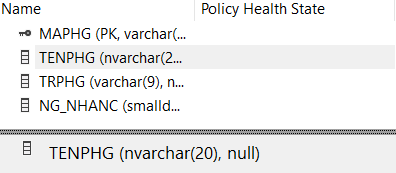 Name Policy Health State
MAPHG (PK, varchar(...
TENPHG (nvarchar(2...
TRPHG (varchar(9), n...
NG_NHANC (smalld...
TENPHG (nvarchar(20), null)